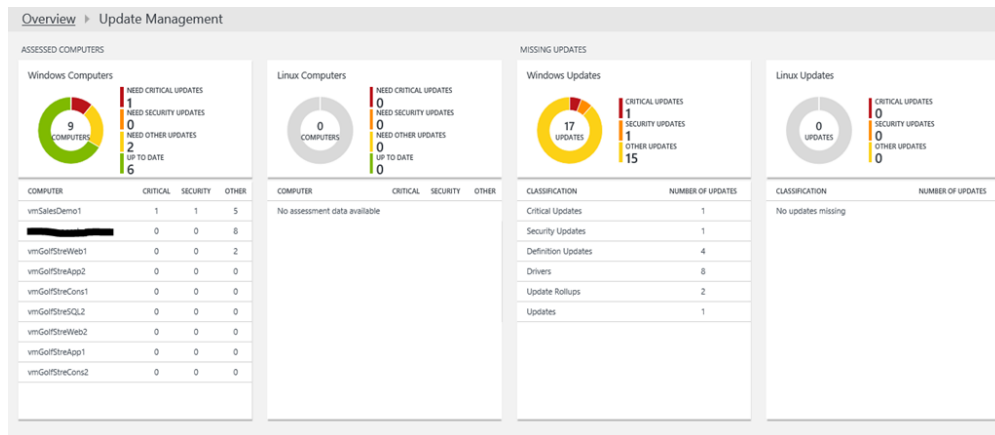 Overview ▸ Update Management
ASSESSED COMPUTERS
Windows Computers
9
COMPUTERS
NEED CRITICAL UPDATES
1
NEED SECURITY UPDATES
0
NEED OTHER UPDATES
2
UP TO DATE
6
COMPUTER CRITICAL SECURITY OTHER
vmSalesDemo1 1 1 5
0 0 8
vmGolfStreWeb1 0 0 2
vmGolfStreApp2 0 0 0
vmGolfStreCons1 0 0 0
vmGolfStreSQL2 0 0 0
vmGolfStreWeb2 0 0 0
vmGolfStreApp1 0 0 0
vmGolfStreCons2 0 0 0
Linux Computers
0
COMPUTERS
NEED CRITICAL UPDATES
0
NEED SECURITY UPDATES
0
NEED OTHER UPDATES
0
UP TO DATE
0
COMPUTER CRITICAL SECURITY OTHER
No assessment data available
MISSING UPDATES
Windows Updates
17
UPDATES
CRITICAL UPDATES
1
SECURITY UPDATES
1
OTHER UPDATES
15
CLASSIFICATION NUMBER OF UPDATES
Critical Updates 1
Security Updates 1
Definition Updates 4
Drivers 8
Update Rollups 2
Updates 1
Linux Updates
0
UPDATES
CRITICAL UPDATES
0
SECURITY UPDATES
0
OTHER UPDATES
0
CLASSIFICATION NUMBER OF UPDATES
No updates missing